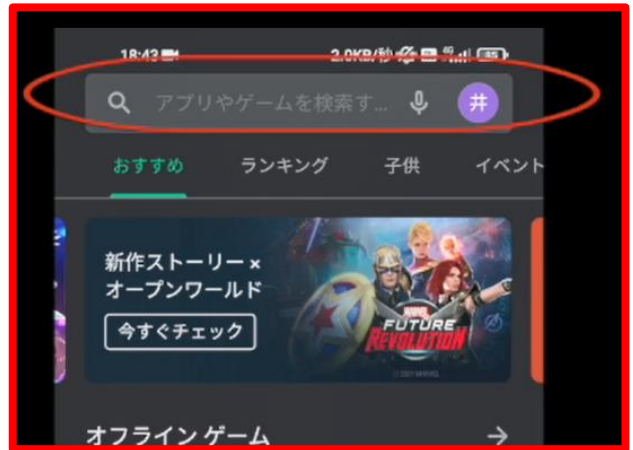 18:43
2.0KB/秒
アプリやゲームを検索す...
井
おすすめ ランキング 子供 イベント
新作ストーリー ×
オープンワールド
今すぐチェック
MARVEL
FUTURE
REVOLUTION
© 2021 MARVEL
オフライン ゲーム